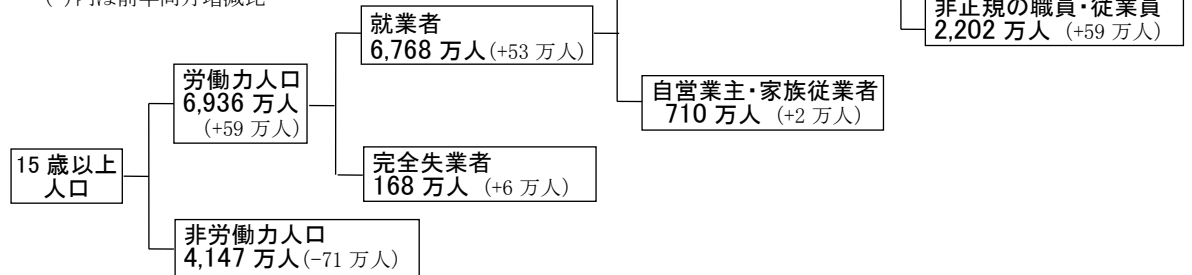 ( )内は前年同月増減比
非正規の職員・従業員
2,202 万人 (+59 万人)
就業者
6,768 万人(+53 万人)
自営業主・家族従業者
710 万人 (+2 万人)
労働力人口
6,936 万人
(+59 万人)
完全失業者
168 万人 (+6 万人)
15 歳以上
人口
非労働力人口
4,147 万人(-71 万人)